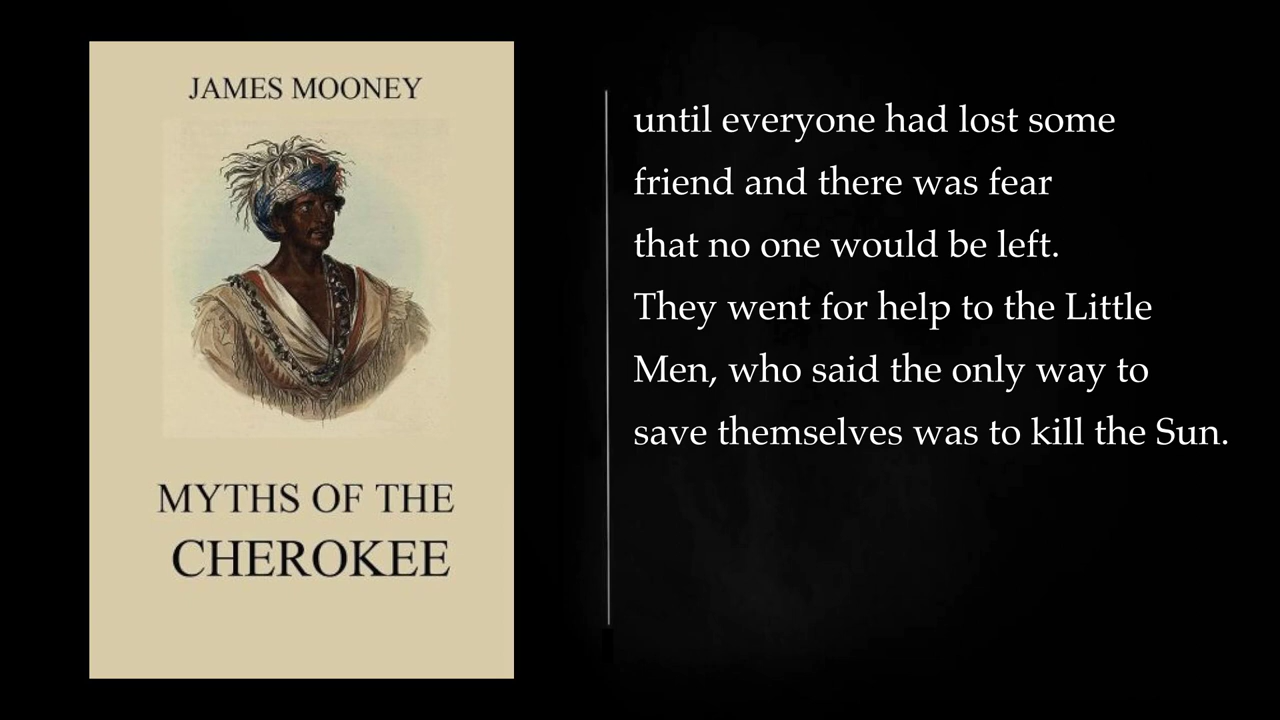 JAMES MOONEY
MYTHS OF THE
CHEROKEE
until everyone had lost some
friend and there was fear
that no one would be left.
They went for help to the Little
Men, who said the only way to
save themselves was to kill the Sun.